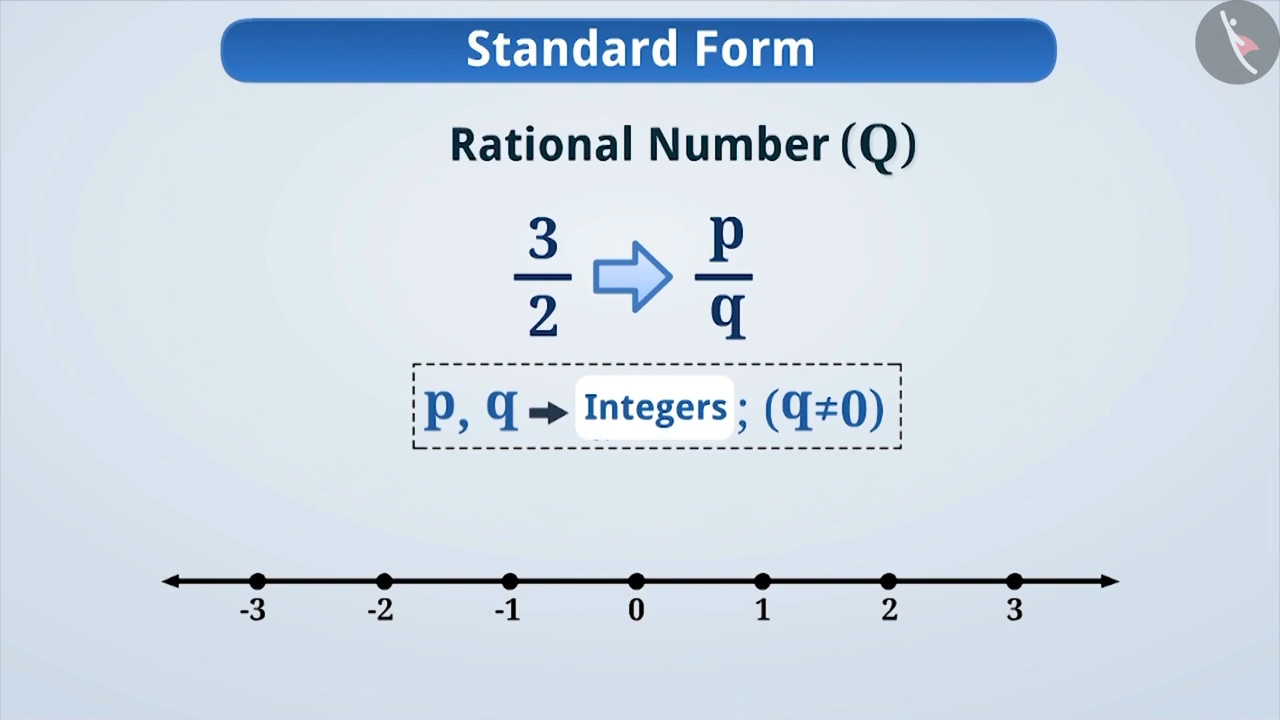 Standard Form
Rational Number (Q)
3 p
2 q
p, q → Integers ; (q≠0)
-3 -2 -1 0 1 2 3